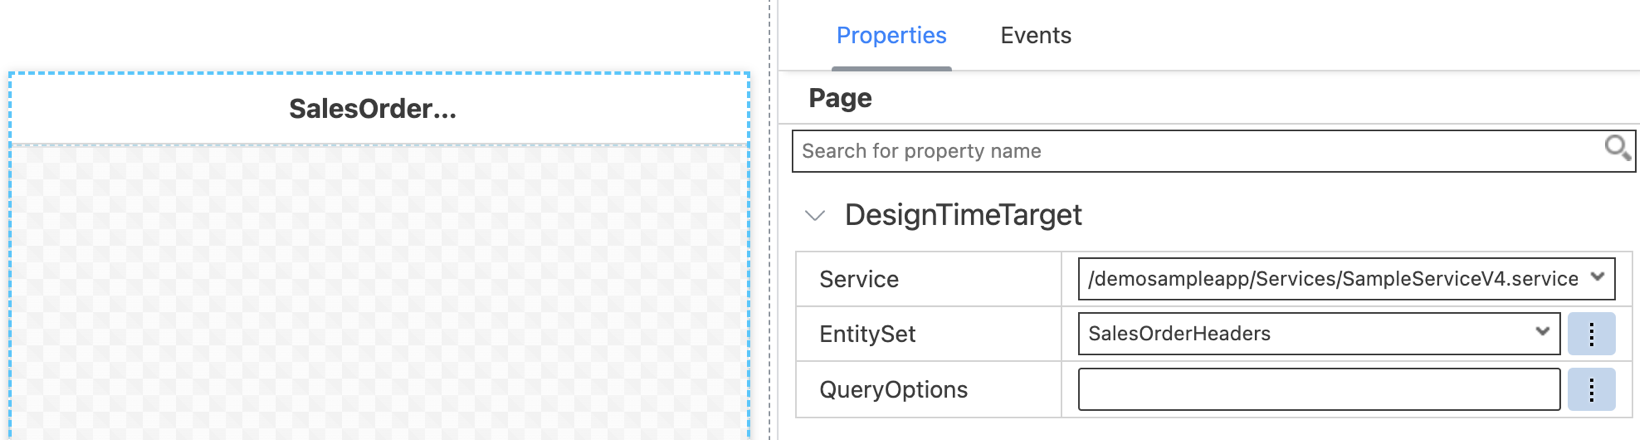 SalesOrder...
Properties Events
Page
Search for property name
DesignTimeTarget
Service /demosampleapp/Services/SampleServiceV4.service
EntitySet SalesOrderHeaders
QueryOptions